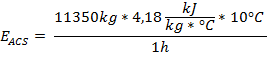 E_ACS = (11350kg * 4,18 kJ/(kg * °C) * 10°C) / 1h